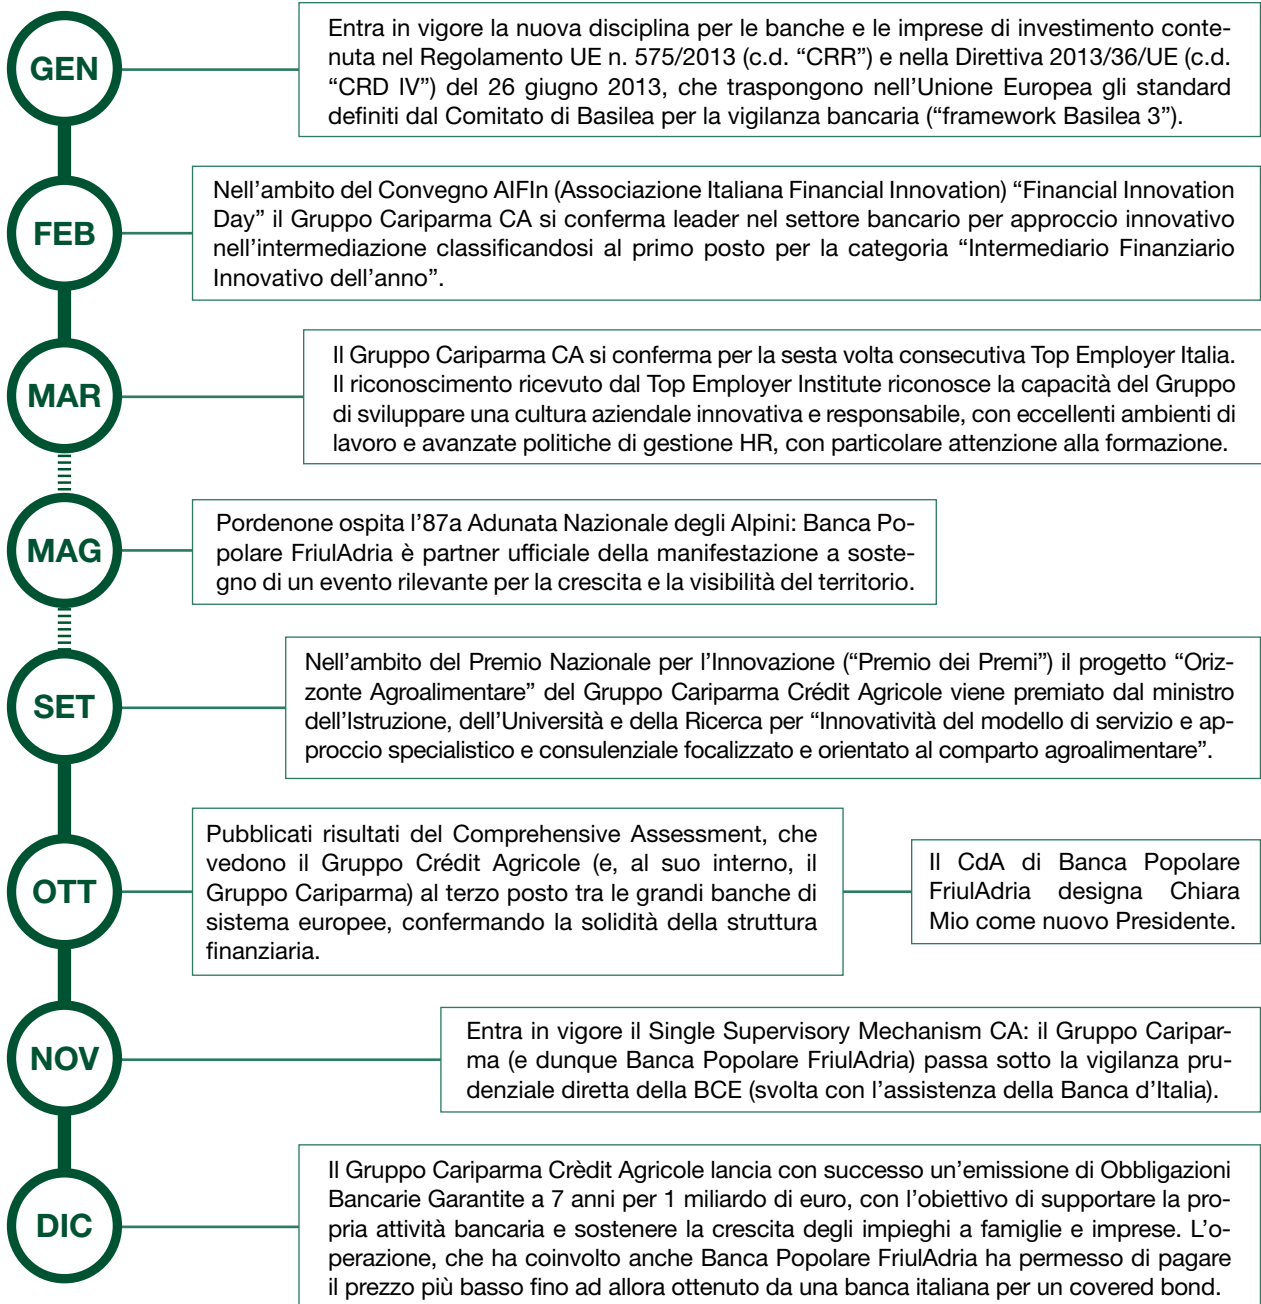 GEN
Entra in vigore la nuova disciplina per le banche e le imprese di investimento conte-
nuta nel Regolamento UE n. 575/2013 (c.d. “CRR”) e nella Direttiva 2013/36/UE (c.d.
“CRD IV”) del 26 giugno 2013, che traspongono nell’Unione Europea gli standard
definiti dal Comitato di Basilea per la vigilanza bancaria (“framework Basilea 3”).
FEB
Nell’ambito del Convegno AIFIn (Associazione Italiana Financial Innovation) “Financial Innovation
Day” il Gruppo Cariparma CA si conferma leader nel settore bancario per approccio innovativo
nell’intermediazione classificandosi al primo posto per la categoria “Intermediario Finanziario
Innovativo dell’anno”.
MAR
Il Gruppo Cariparma CA si conferma per la sesta volta consecutiva Top Employer Italia.
Il riconoscimento ricevuto dal Top Employer Institute riconosce la capacità del Gruppo
di sviluppare una cultura aziendale innovativa e responsabile, con eccellenti ambienti di
lavoro e avanzate politiche di gestione HR, con particolare attenzione alla formazione.
MAG
Pordenone ospita l’87a Adunata Nazionale degli Alpini: Banca Po-
polare FriulAdria è partner ufficiale della manifestazione a soste-
gno di un evento rilevante per la crescita e la visibilità del territorio.
SET
Nell’ambito del Premio Nazionale per l’Innovazione (“Premio dei Premi”) il progetto “Oriz-
zonte Agroalimentare” del Gruppo Cariparma Crédit Agricole viene premiato dal ministro
dell’Istruzione, dell’Università e della Ricerca per “Innovatività del modello di servizio e ap-
proccio specialistico e consulenziale focalizzato e orientato al comparto agroalimentare”.
OTT
Pubblicati risultati del Comprehensive Assessment, che
vedono il Gruppo Crédit Agricole (e, al suo interno, il
Gruppo Cariparma) al terzo posto tra le grandi banche di
sistema europee, confermando la solidità della struttura
finanziaria.
Il CdA di Banca Popolare
FriulAdria designa Chiara
Mio come nuovo Presidente.
NOV
Entra in vigore il Single Supervisory Mechanism CA: il Gruppo Caripar-
ma (e dunque Banca Popolare FriulAdria) passa sotto la vigilanza pru-
denziale diretta della BCE (svolta con l’assistenza della Banca d’Italia).
DIC
Il Gruppo Cariparma Crèdit Agricole lancia con successo un’emissione di Obbligazioni
Bancarie Garantite a 7 anni per 1 miliardo di euro, con l’obiettivo di supportare la pro-
pria attività bancaria e sostenere la crescita degli impieghi a famiglie e imprese. L’o-
perazione, che ha coinvolto anche Banca Popolare FriulAdria ha permesso di pagare
il prezzo più basso fino ad allora ottenuto da una banca italiana per un covered bond.